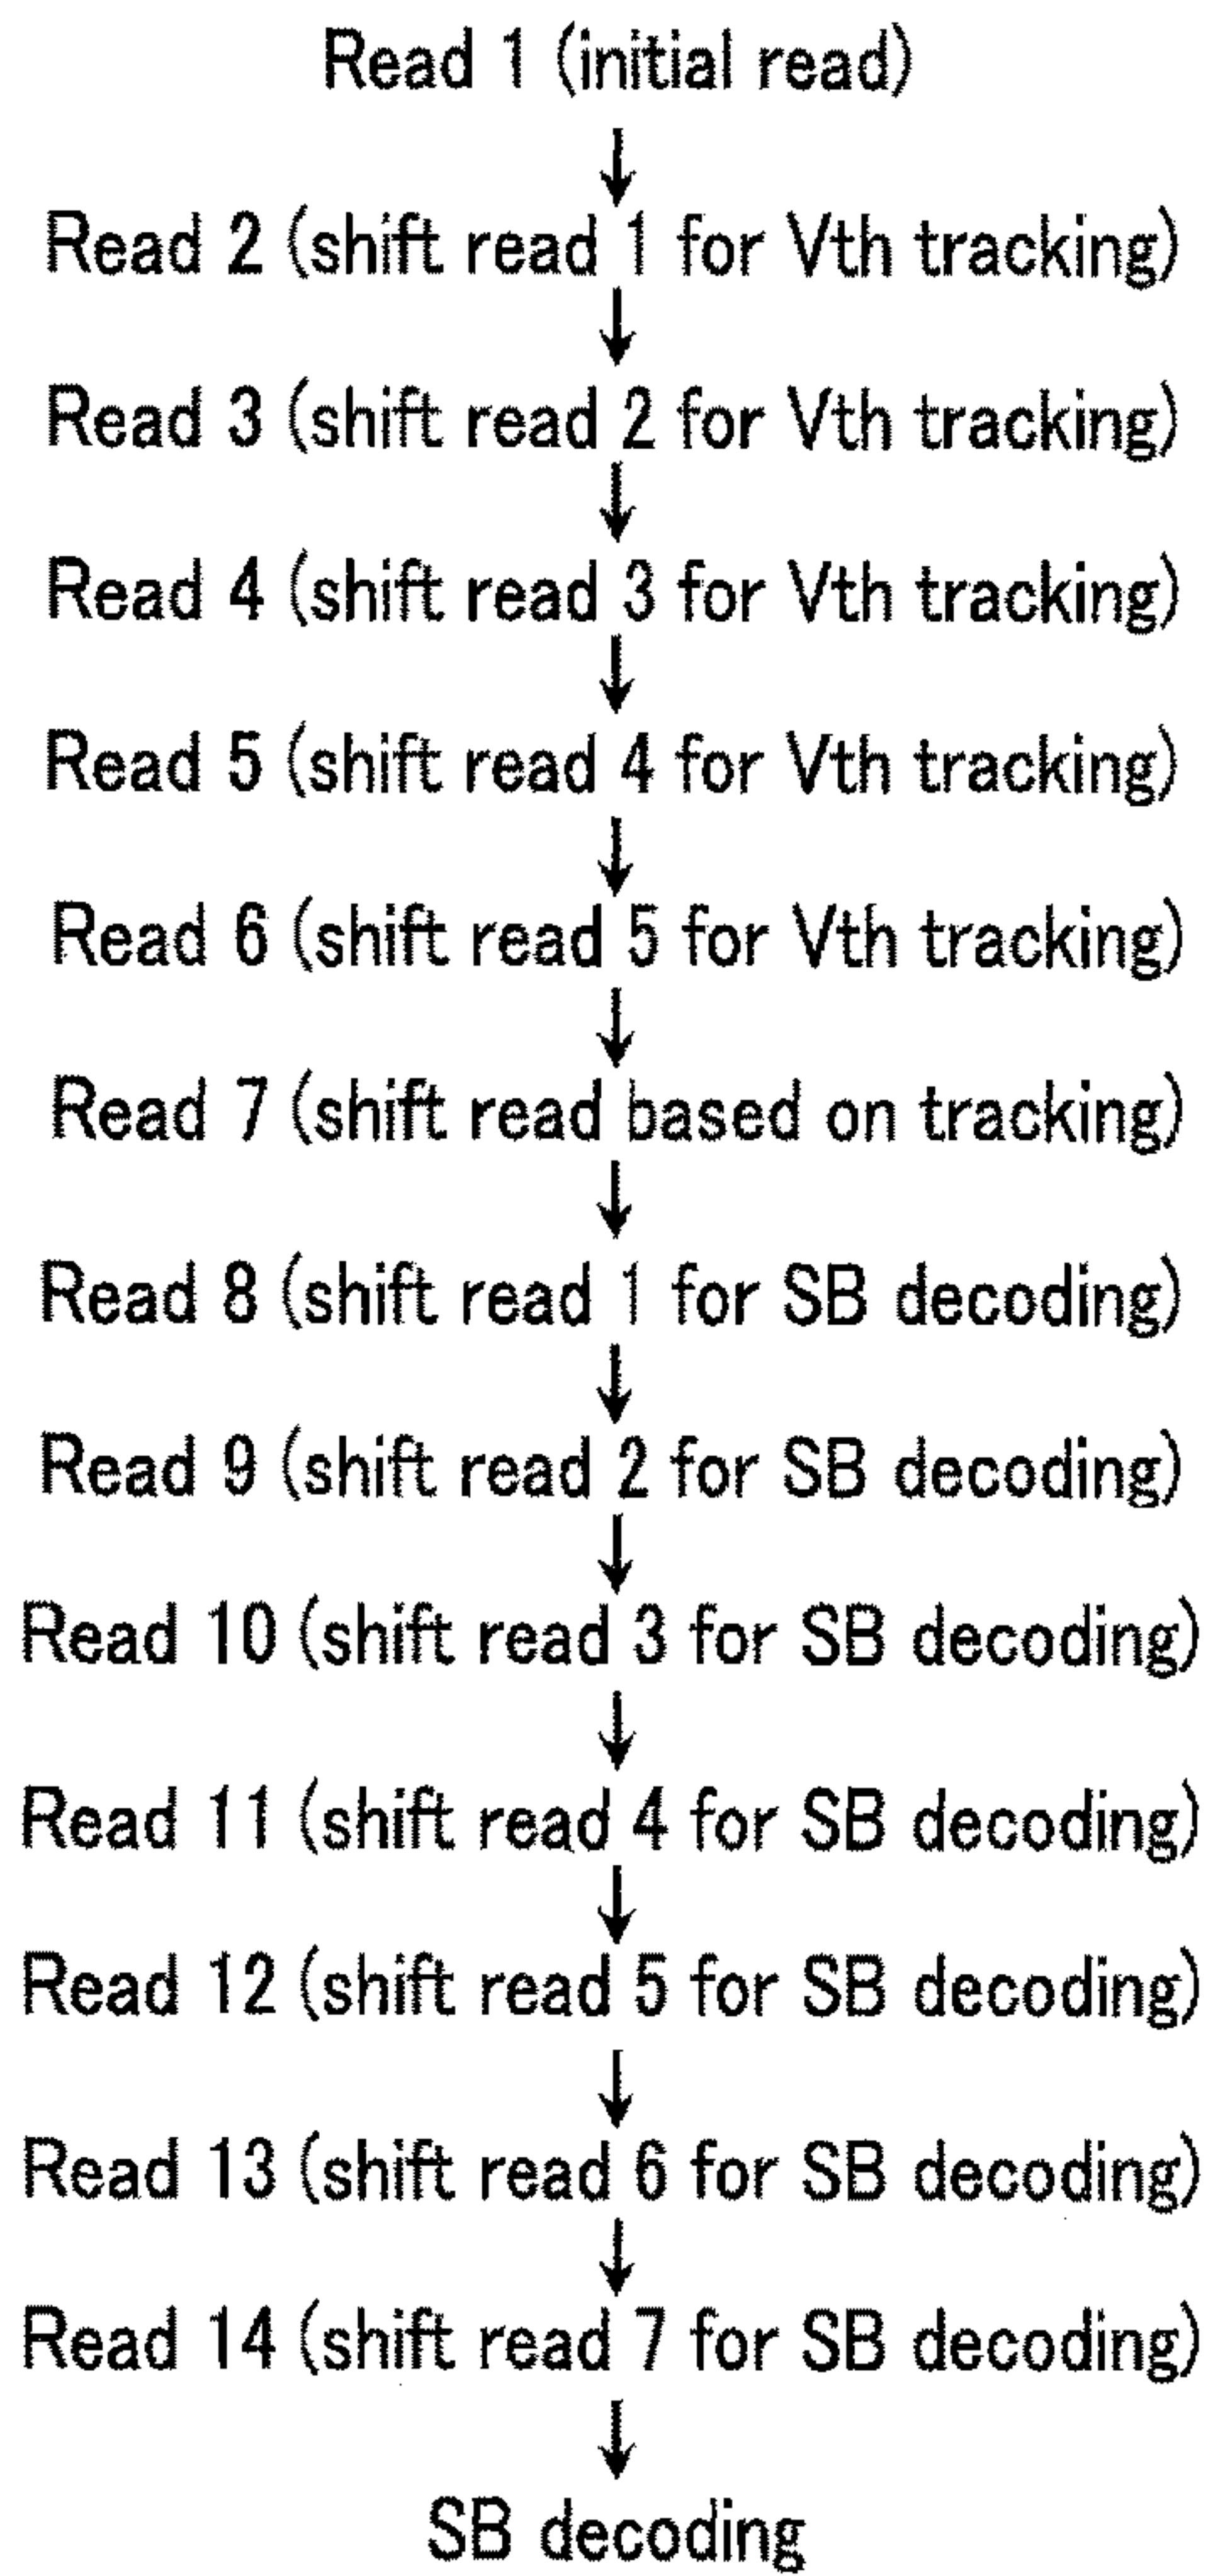 Read 1 (initial read)
Read 2 (shift read 1 for Vth tracking)
Read 3 (shift read 2 for Vth tracking)
Read 4 (shift read 3 for Vth tracking)
Read 5 (shift read 4 for Vth tracking)
Read 6 (shift read 5 for Vth tracking)
Read 7 (shift read based on tracking)
Read 8 (shift read 1 for SB decoding)
Read 9 (shift read 2 for SB decoding)
Read 10 (shift read 3 for SB decoding)
Read 11 (shift read 4 for SB decoding)
Read 12 (shift read 5 for SB decoding)
Read 13 (shift read 6 for SB decoding)
Read 14 (shift read 7 for SB decoding)
SB decoding